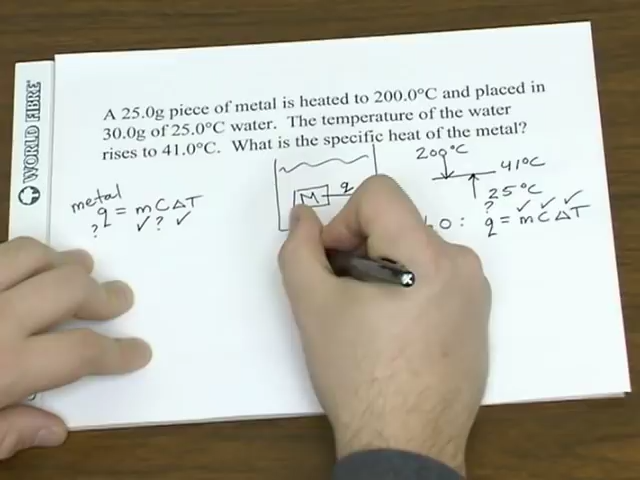 WORLD FIBRE
A 25.0g piece of metal is heated to 200.0°C and placed in
30.0g of 25.0°C water. The temperature of the water
rises to 41.0°C. What is the specific heat of the metal?
200°C
41°C
25°C
metal
q = mCΔT
? ✓ ? ✓
M
q
? ✓ ✓ ✓
O : q = mCΔT